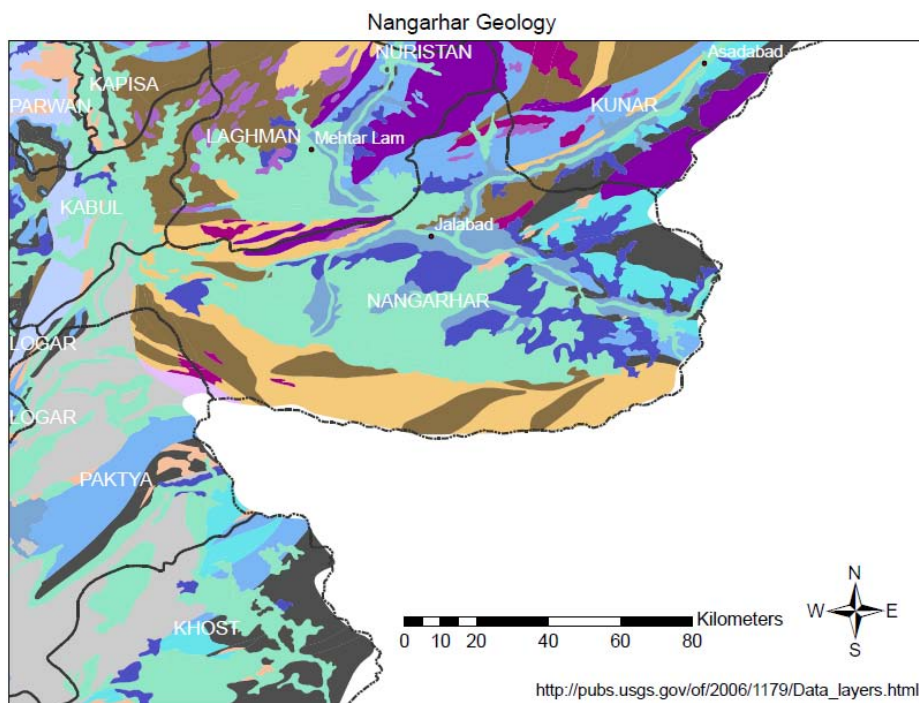 Nangarhar Geology
NURISTAN
Asadabad
KAPISA
PARWAN
KUNAR
LAGHMAN
Mehtar Lam
KABUL
Jalabad
NANGARHAR
LOGAR
LOGAR
PAKTYA
KHOST
Kilometers
0 10 20 40 60 80
N
W E
S
http://pubs.usgs.gov/of/2006/1179/Data_layers.html